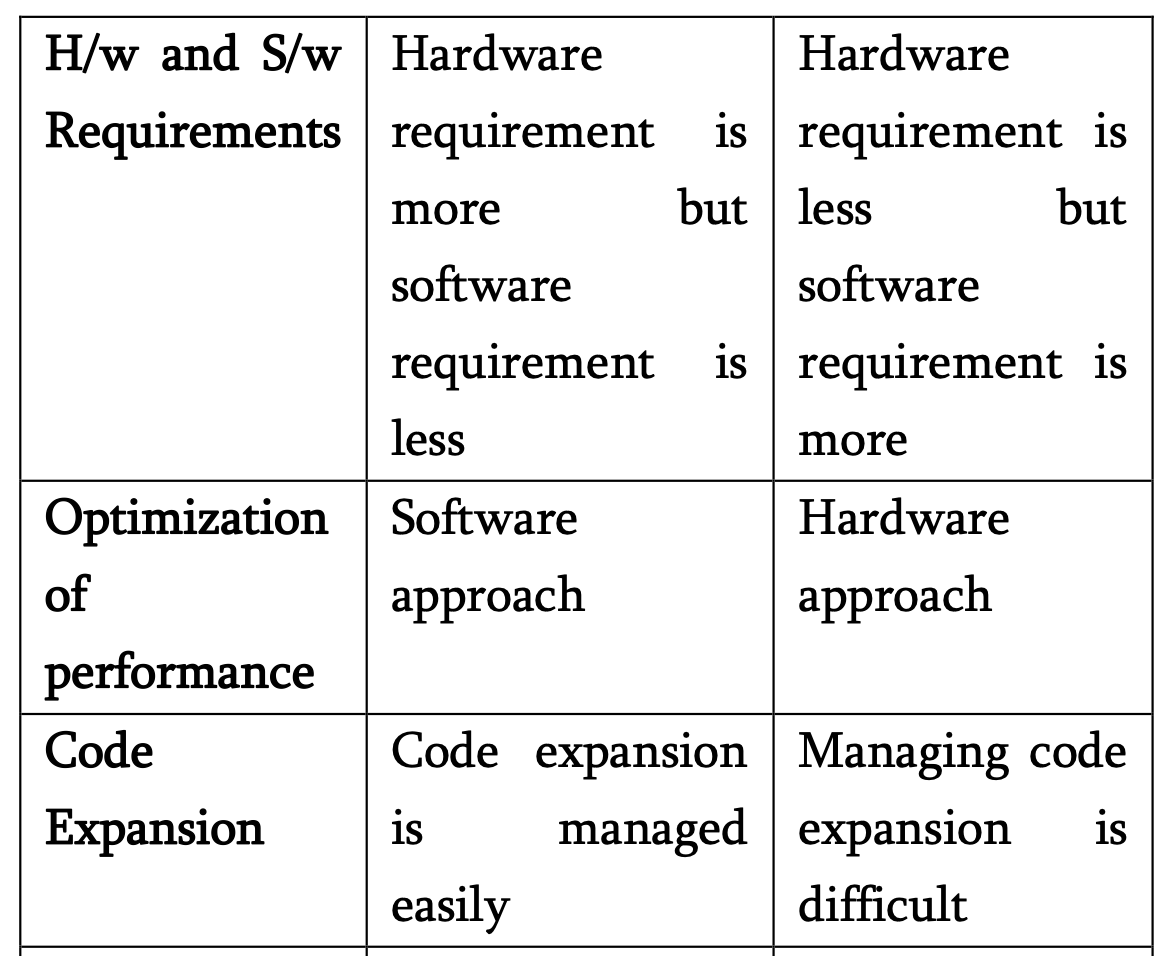 H/w and S/w
Requirements
Hardware
requirement is
more but
software
requirement is
less
Hardware
requirement is
less but
software
requirement is
more
Optimization
of
performance
Software
approach
Hardware
approach
Code
Expansion
Code expansion
is managed
easily
Managing code
expansion is
difficult